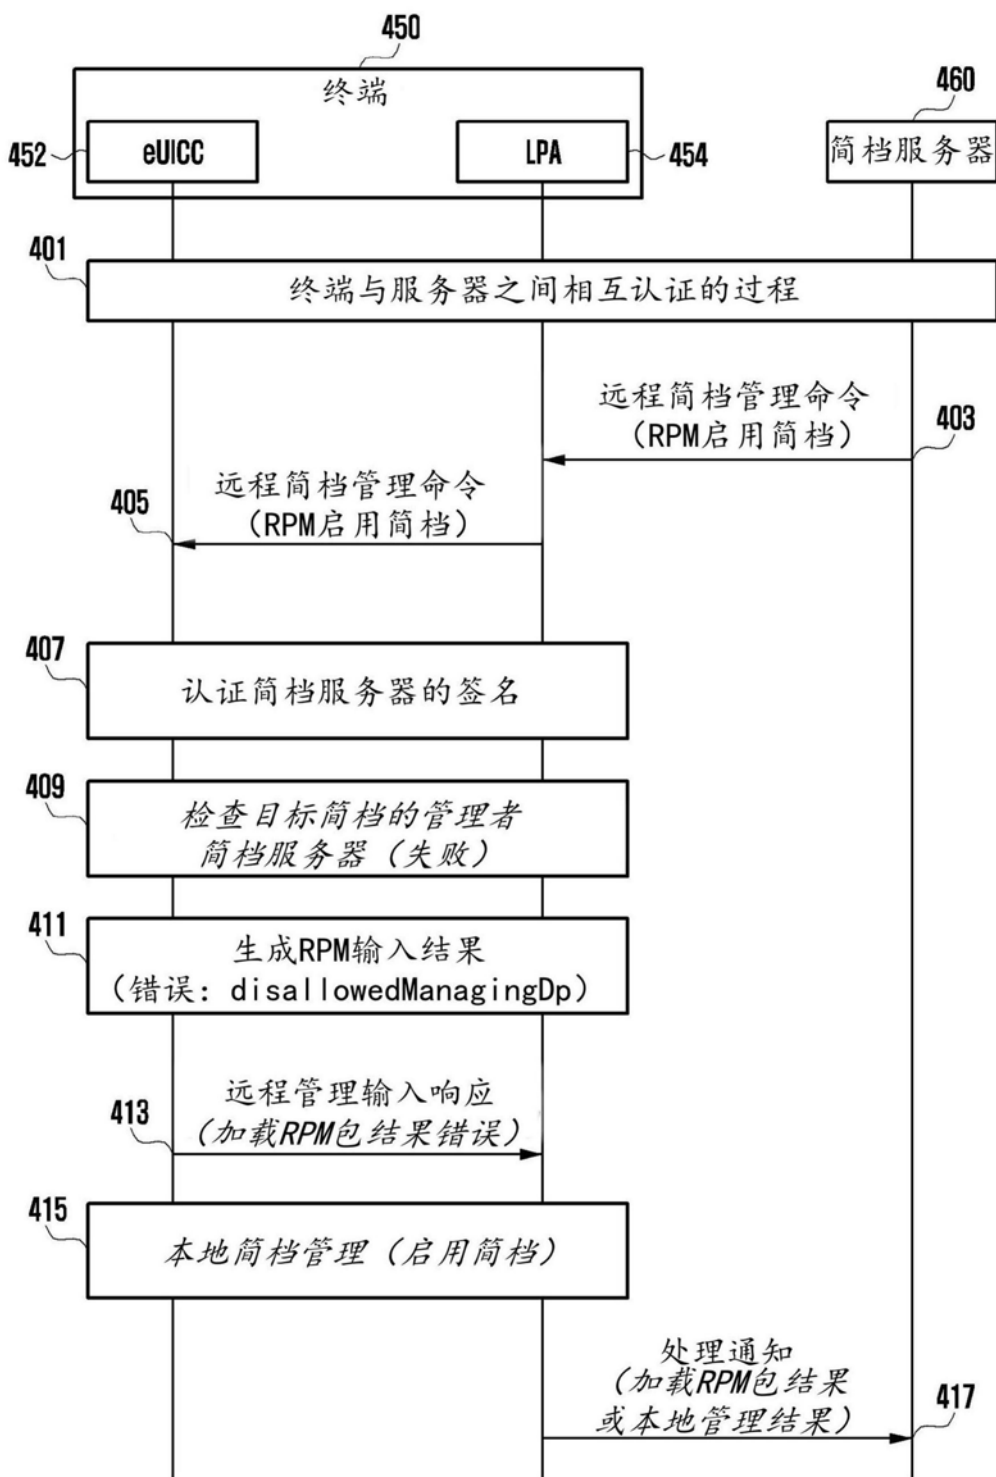 450
终端
460
452
eUICC
LPA
454
简档服务器
401
终端与服务器之间相互认证的过程
远程简档管理命令
（RPM启用简档）
403
远程简档管理命令
（RPM启用简档）
405
407
认证简档服务器的签名
409
检查目标简档的管理者
简档服务器（失败）
411
生成RPM输入结果
（错误：disallowedManagingDp）
远程管理输入响应
（加载RPM包结果错误）
413
415
本地简档管理（启用简档）
处理通知
（加载RPM包结果
或本地管理结果）
417